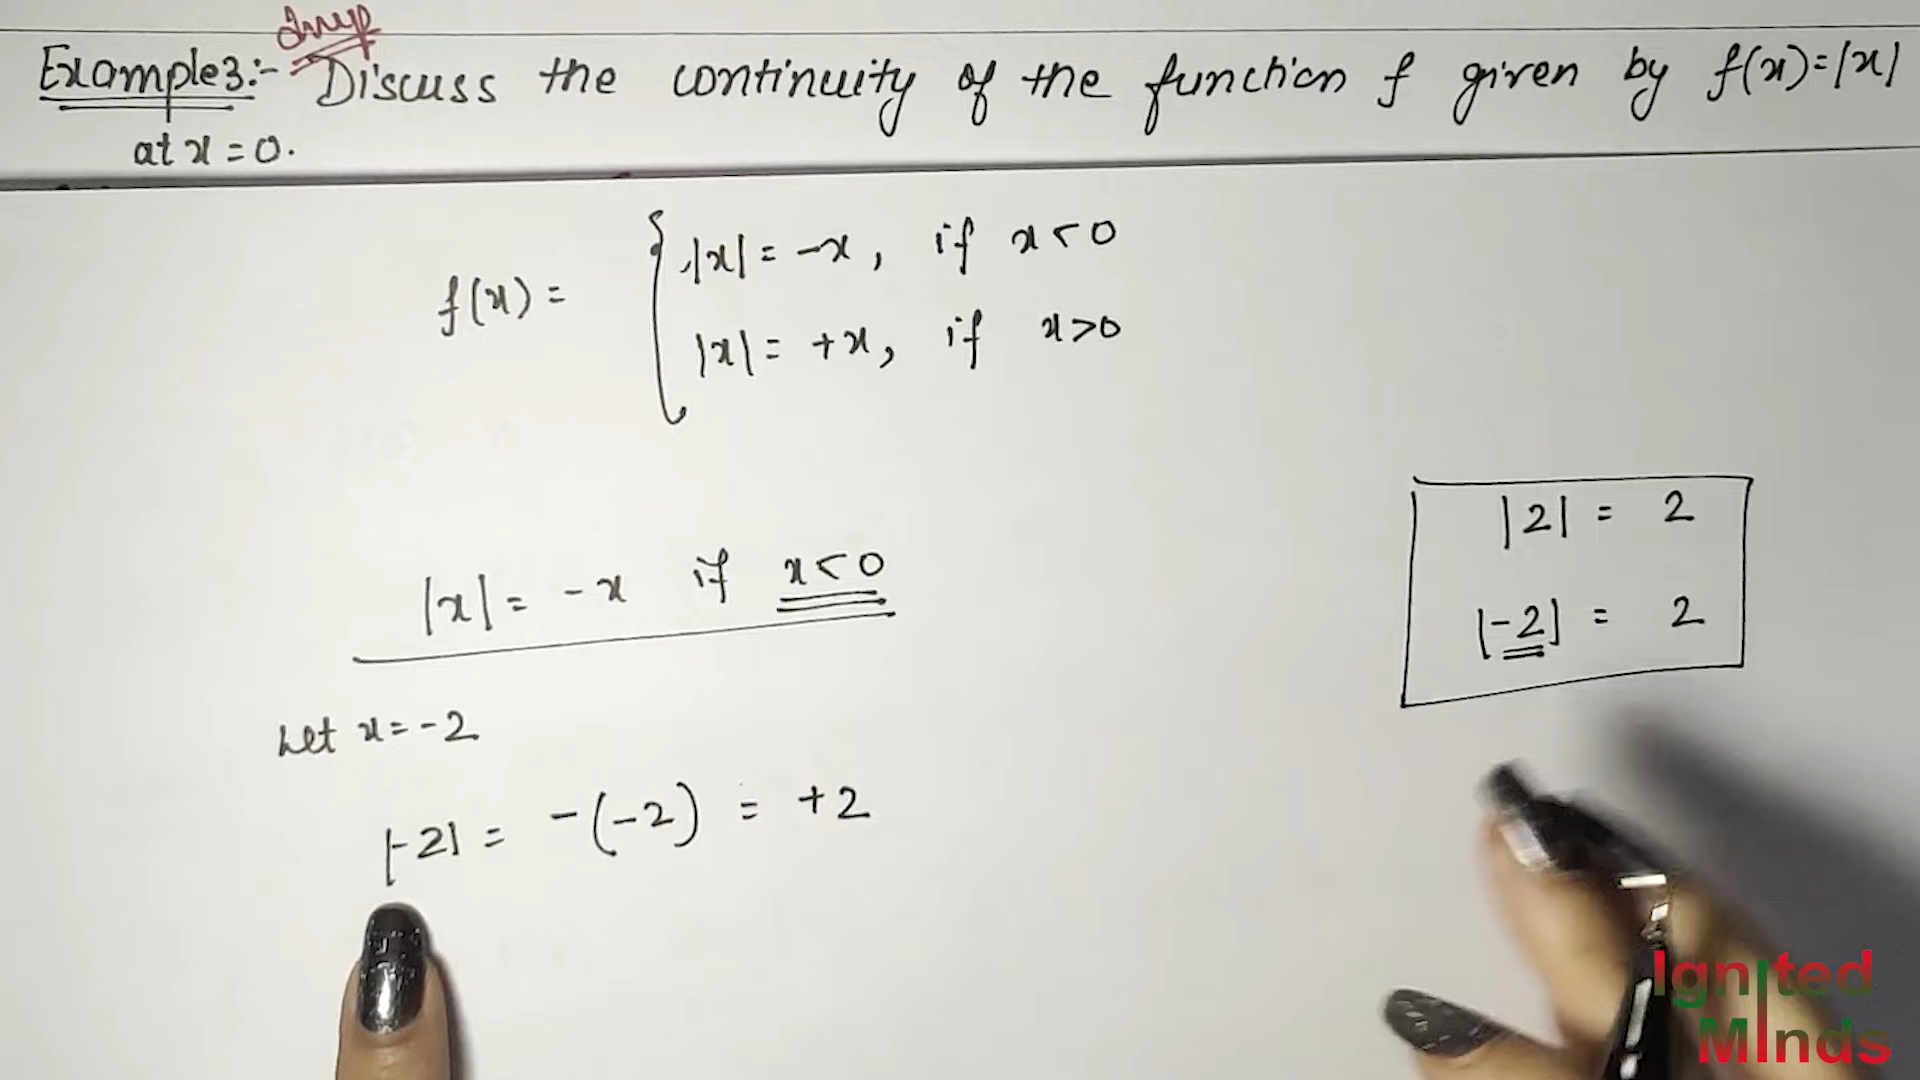 Imp
Example3:- Discuss the continuity of the function f given by f(x)=|x|
at x=0.
f(x)= { |x| = -x, if x<0
|x| = +x, if x>0
|x| = -x if x<0
|2| = 2
|-2| = 2
Let x=-2
|-2| = -(-2) = +2
Ignited
Minds